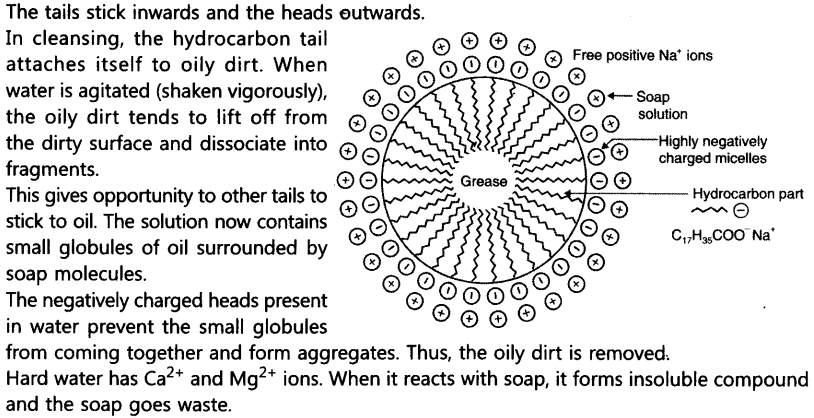 The tails stick inwards and the heads outwards.
In cleansing, the hydrocarbon tail
attaches itself to oily dirt. When
water is agitated (shaken vigorously),
the oily dirt tends to lift off from
the dirty surface and dissociate into
fragments.
This gives opportunity to other tails to
stick to oil. The solution now contains
small globules of oil surrounded by
soap molecules.
The negatively charged heads present
in water prevent the small globules
from coming together and form aggregates. Thus, the oily dirt is removed.
Hard water has Ca²⁺ and Mg²⁺ ions. When it reacts with soap, it forms insoluble compound
and the soap goes waste.
Free positive Na⁺ ions
Soap
solution
Highly negatively
charged micelles
Grease
Hydrocarbon part
C₁₇H₃₅COO⁻Na⁺